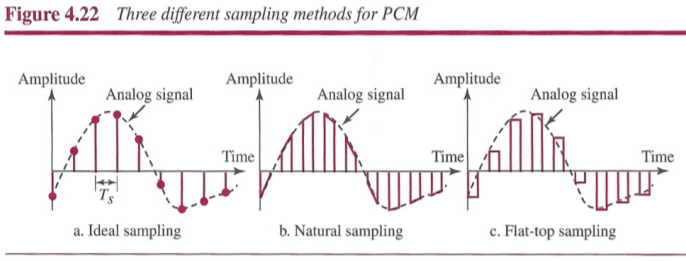 Figure 4.22 Three different sampling methods for PCM
Amplitude
Analog signal
Time
Ts
a. Ideal sampling
Amplitude
Analog signal
Time
b. Natural sampling
Amplitude
Analog signal
Time
c. Flat-top sampling